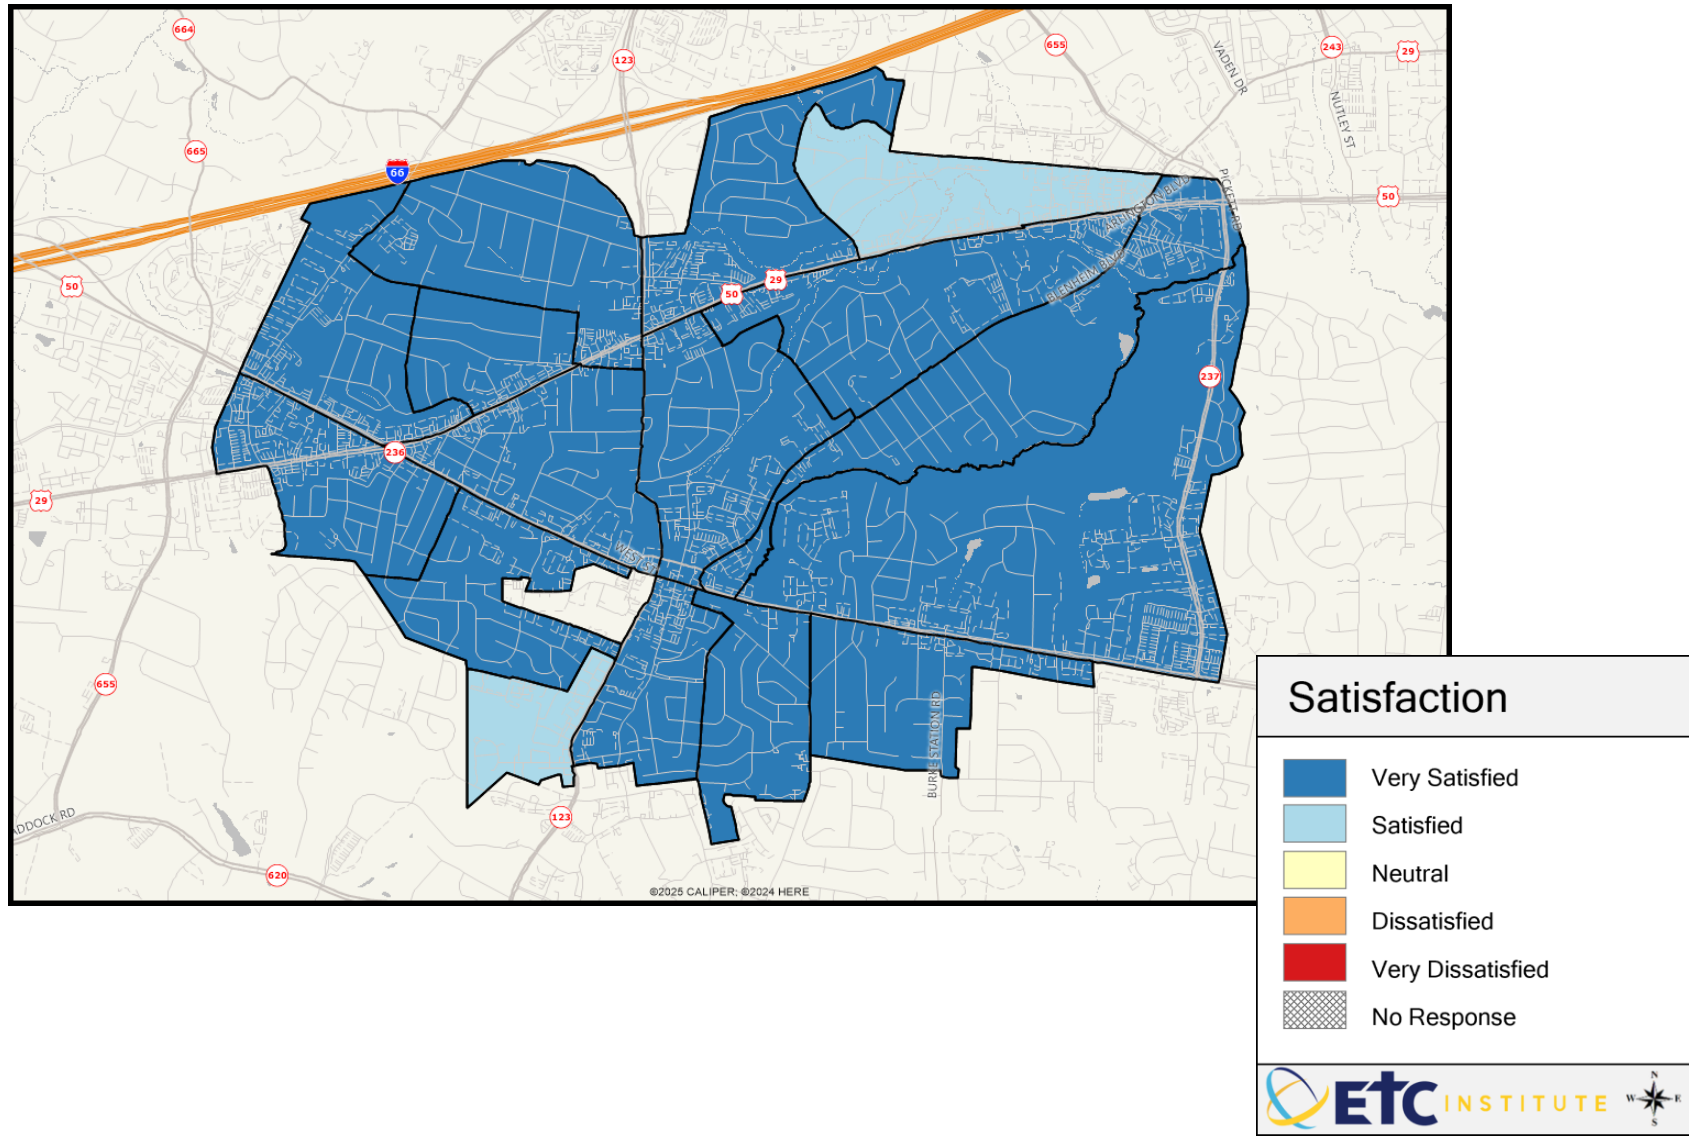 664
123
655
243
29
VADEN DR
NUTLEY ST
665
66
50
PICKETT RD
ARLINGTON BLVD
50
29
50
BLENHEIM BLVD
237
236
29
WEST ST
655
BURKE STATION RD
ADDOCK RD
123
620
©2025 CALIPER; ©2024 HERE
Satisfaction
Very Satisfied
Satisfied
Neutral
Dissatisfied
Very Dissatisfied
No Response
ETC INSTITUTE
N
W E
S